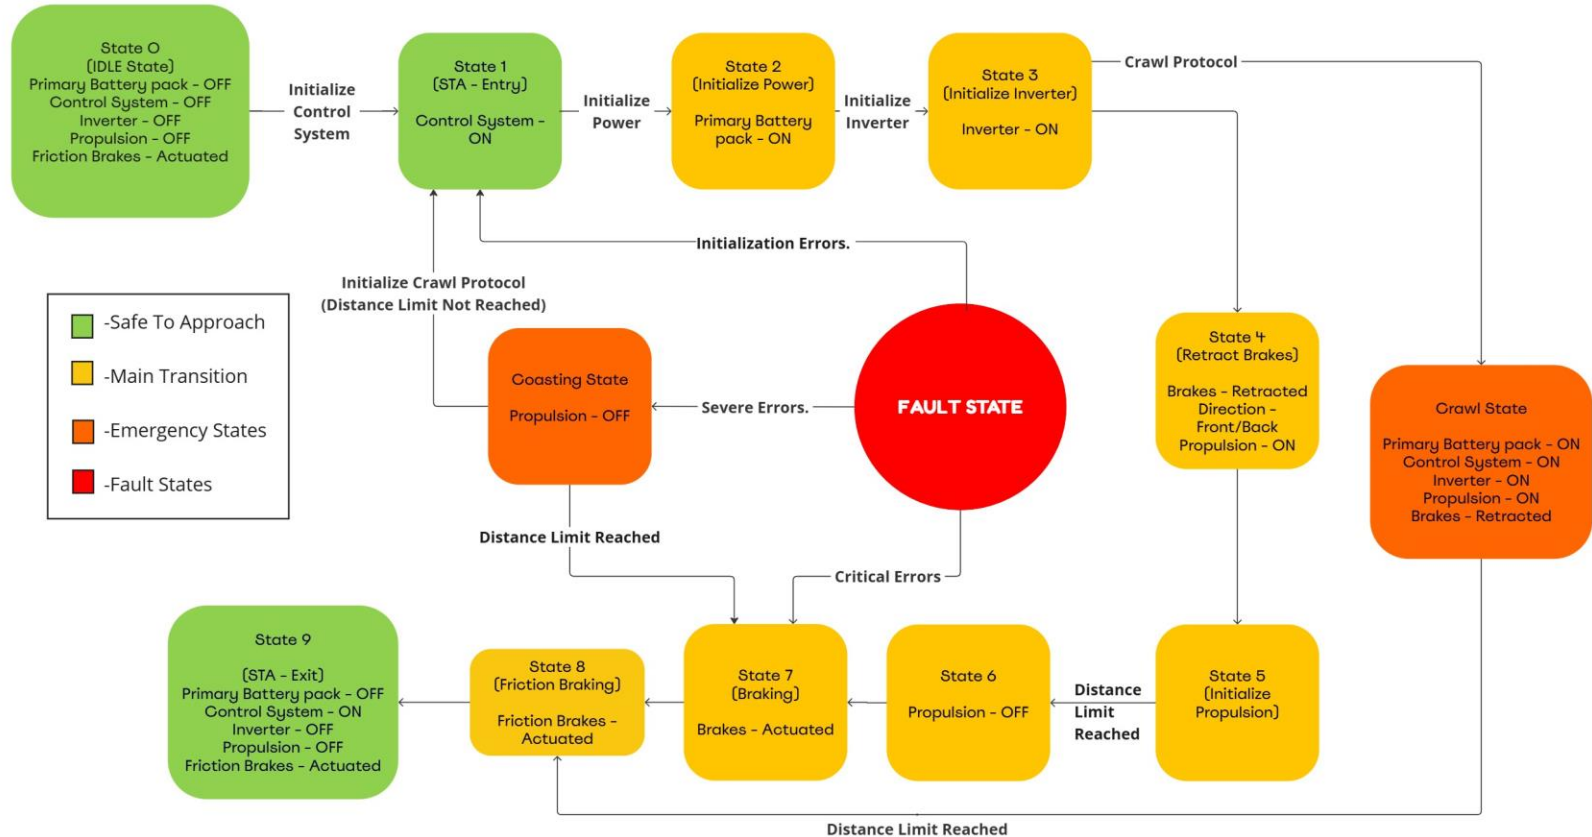 State 0
(IDLE State)
Primary Battery pack - OFF
Control System - OFF
Inverter - OFF
Propulsion - OFF
Friction Brakes - Actuated
Initialize
Control
System
State 1
(STA - Entry)
Control System -
ON
Initialize
Power
State 2
(Initialize Power)
Primary Battery
pack - ON
Initialize
Inverter
State 3
(Initialize Inverter)
Inverter - ON
Crawl Protocol
Initialization Errors.
Initialize Crawl Protocol
(Distance Limit Not Reached)
-Safe To Approach
-Main Transition
-Emergency States
-Fault States
Coasting State
Propulsion - OFF
Severe Errors.
FAULT STATE
State 4
(Retract Brakes)
Brakes - Retracted
Direction -
Front/Back
Propulsion - ON
Crawl State
Primary Battery pack - ON
Control System - ON
Inverter - ON
Propulsion - ON
Brakes - Retracted
Distance Limit Reached
Critical Errors
State 9
(STA - Exit)
Primary Battery pack - OFF
Control System - ON
Inverter - OFF
Propulsion - OFF
Friction Brakes - Actuated
State 8
(Friction Braking)
Friction Brakes -
Actuated
State 7
(Braking)
Brakes - Actuated
State 6
Propulsion - OFF
Distance
Limit
Reached
State 5
(Initialize
Propulsion)
Distance Limit Reached